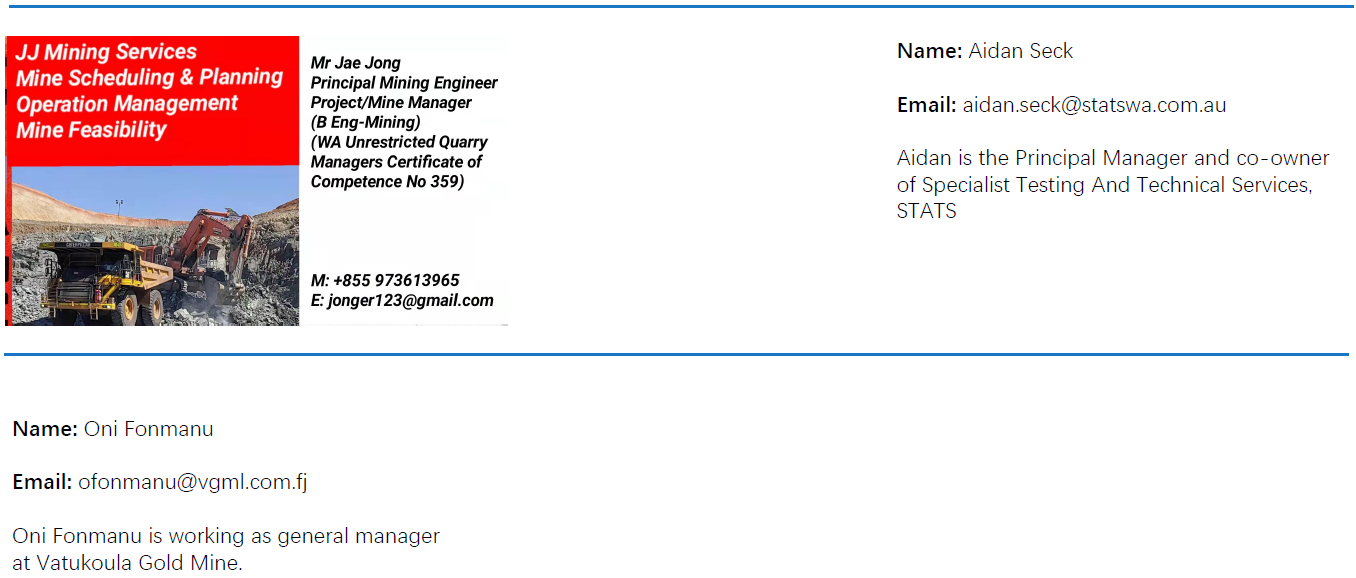 JJ Mining Services
Mine Scheduling & Planning
Operation Management
Mine Feasibility
Mr Jae Jong
Principal Mining Engineer
Project/Mine Manager
(B Eng-Mining)
(WA Unrestricted Quarry
Managers Certificate of
Competence No 359)
M: +855 973613965
E: jonger123@gmail.com
Name: Aidan Seck
Email: aidan.seck@statswa.com.au
Aidan is the Principal Manager and co-owner
of Specialist Testing And Technical Services,
STATS
Name: Oni Fonmanu
Email: ofonmanu@vgml.com.fj
Oni Fonmanu is working as general manager
at Vatukoula Gold Mine.